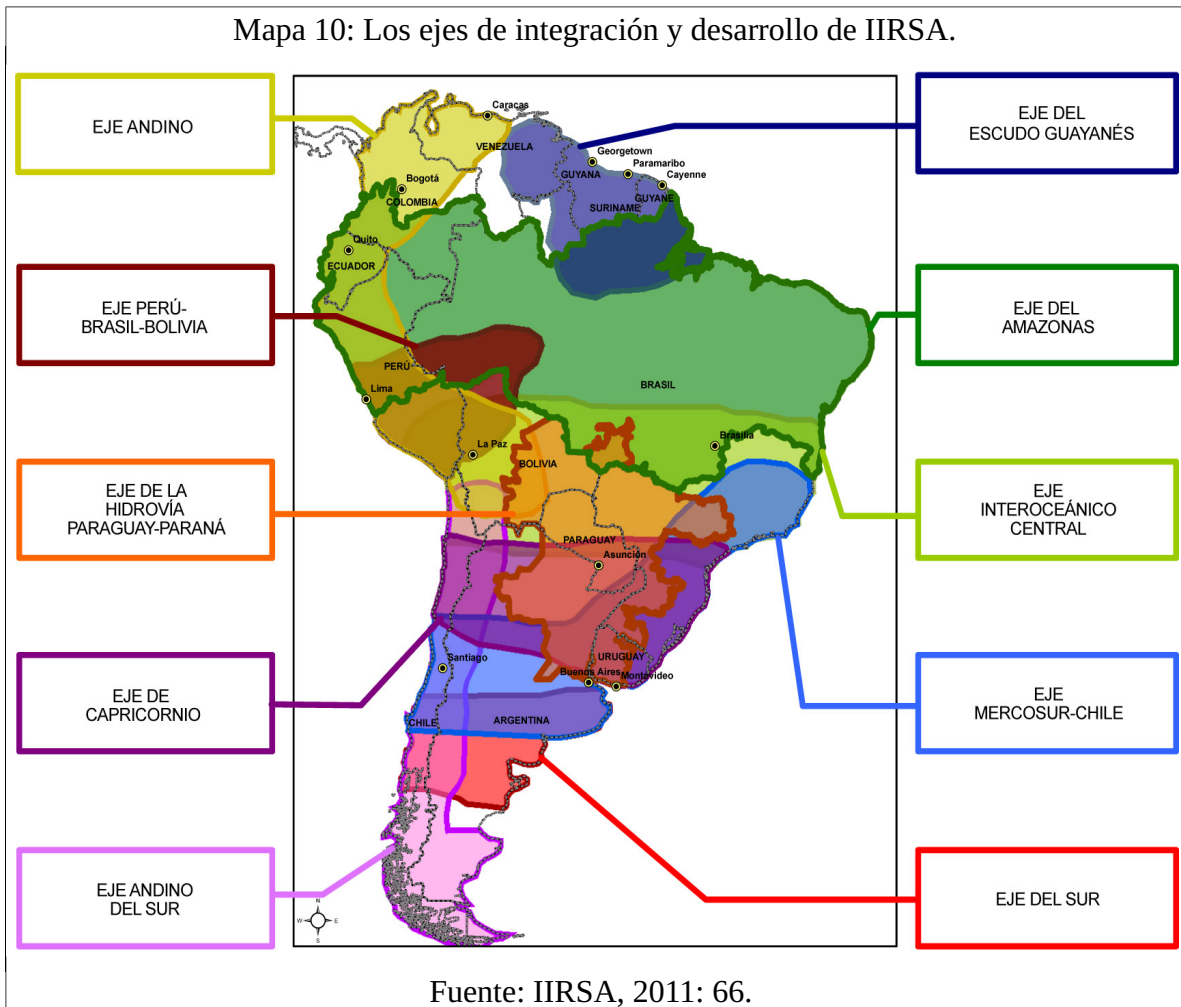 Mapa 10: Los ejes de integración y desarrollo de IIRSA.
EJE ANDINO
EJE DEL
ESCUDO GUAYANÉS
EJE PERÚ-
BRASIL-BOLIVIA
EJE DEL
AMAZONAS
EJE DE LA
HIDROVÍA
PARAGUAY-PARANÁ
EJE
INTEROCEÁNICO
CENTRAL
EJE DE
CAPRICORNIO
EJE
MERCOSUR-CHILE
EJE ANDINO
DEL SUR
EJE DEL SUR
Caracas
VENEZUELA
Georgetown
Paramaribo
GUYANA
Cayenne
Bogotá
GUYANE
COLOMBIA
SURINAME
Quito
ECUADOR
PERÚ
BRASIL
Lima
Brasilia
La Paz
BOLIVIA
PARAGUAY
Asunción
URUGUAY
Santiago
Buenos Aires
Montevideo
CHILE
ARGENTINA
N
W
E
S
Fuente: IIRSA, 2011: 66.